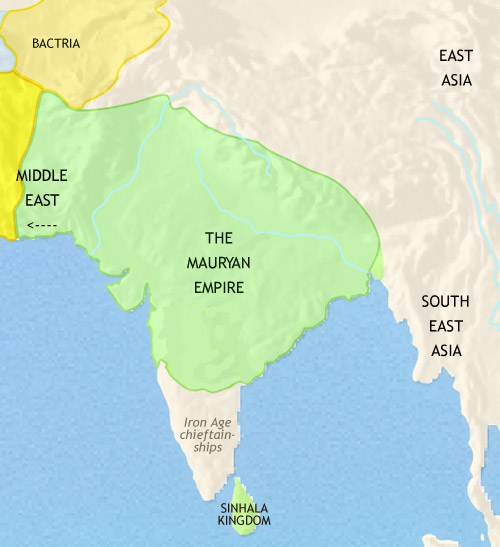 BACTRIA
EAST
ASIA
MIDDLE
EAST
<----
THE
MAURYAN
EMPIRE
SOUTH
EAST
ASIA
Iron Age
chieftain-
ships
SINHALA
KINGDOM